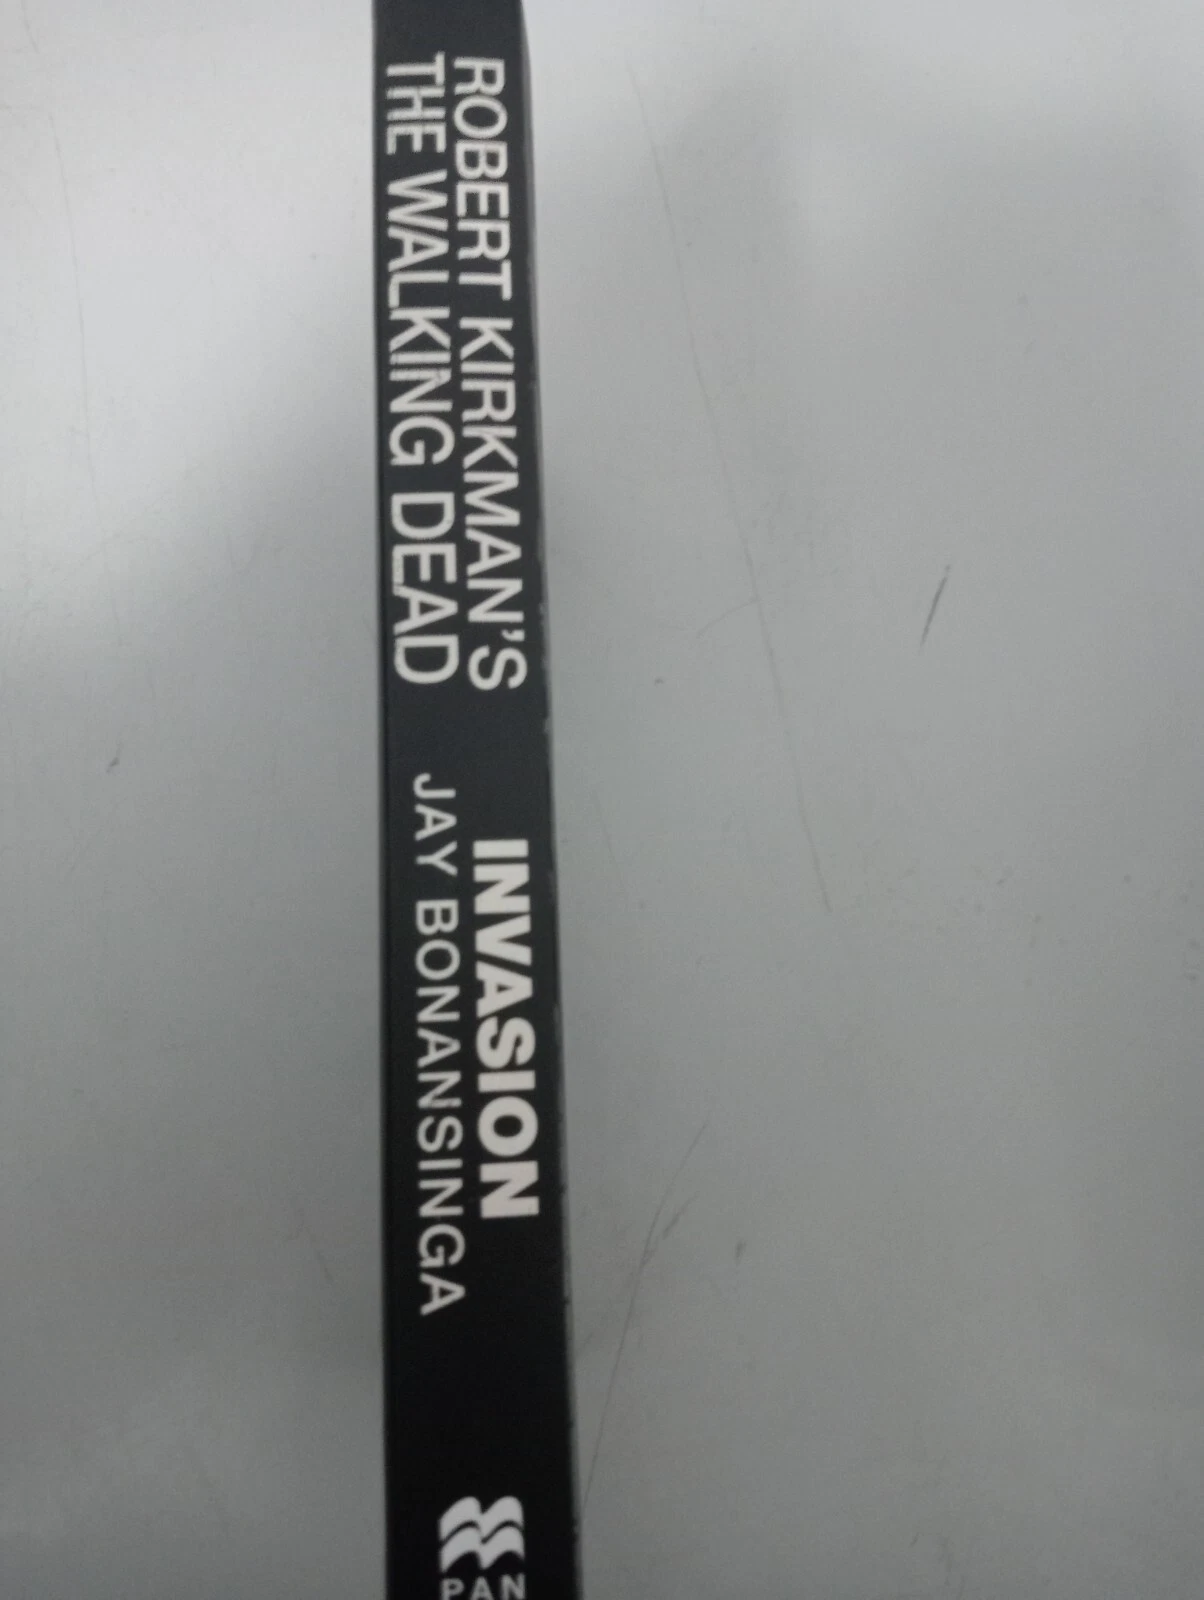 ROBERT KIRKMAN'S
THE WALKING DEAD
INVASION
JAY BONANSINGA
PAN